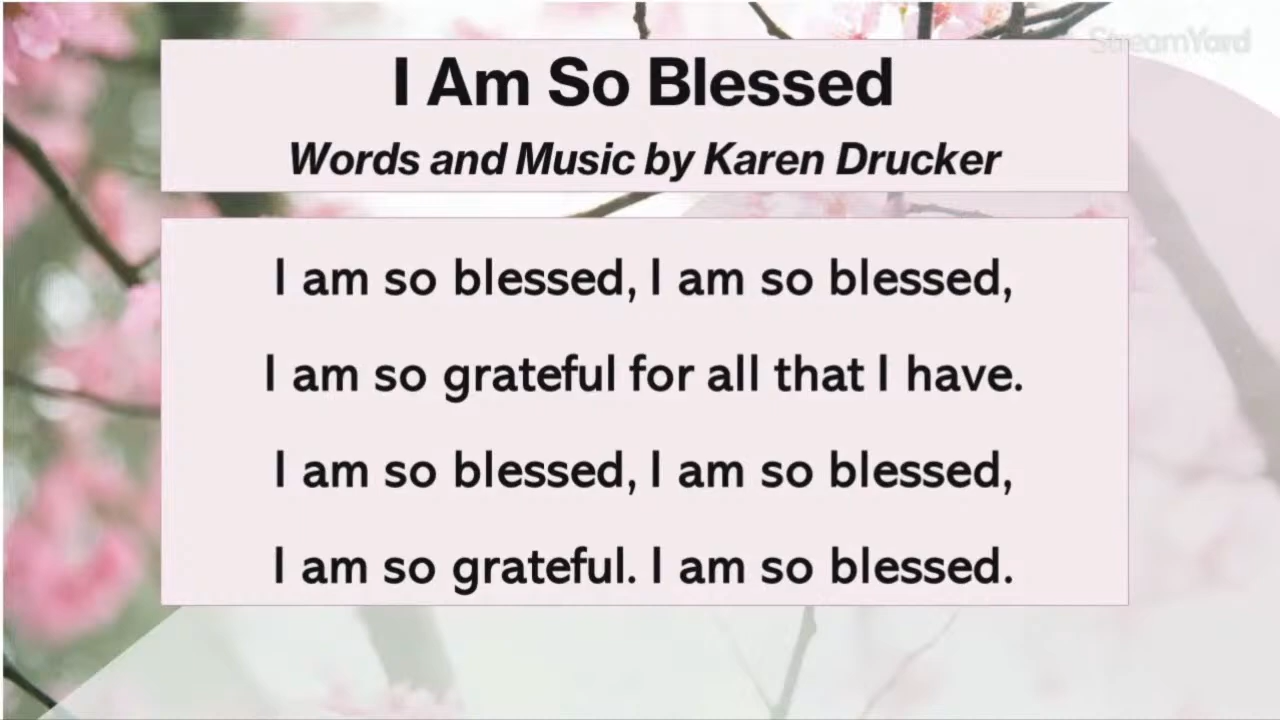 StreamYard
I Am So Blessed
Words and Music by Karen Drucker
I am so blessed, I am so blessed,
I am so grateful for all that I have.
I am so blessed, I am so blessed,
I am so grateful. I am so blessed.